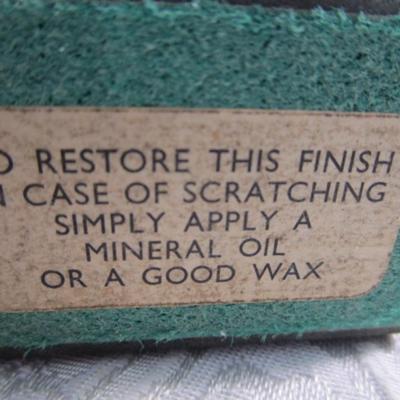 O RESTORE THIS FINISH
N CASE OF SCRATCHING
SIMPLY APPLY A
MINERAL OIL
OR A GOOD WAX